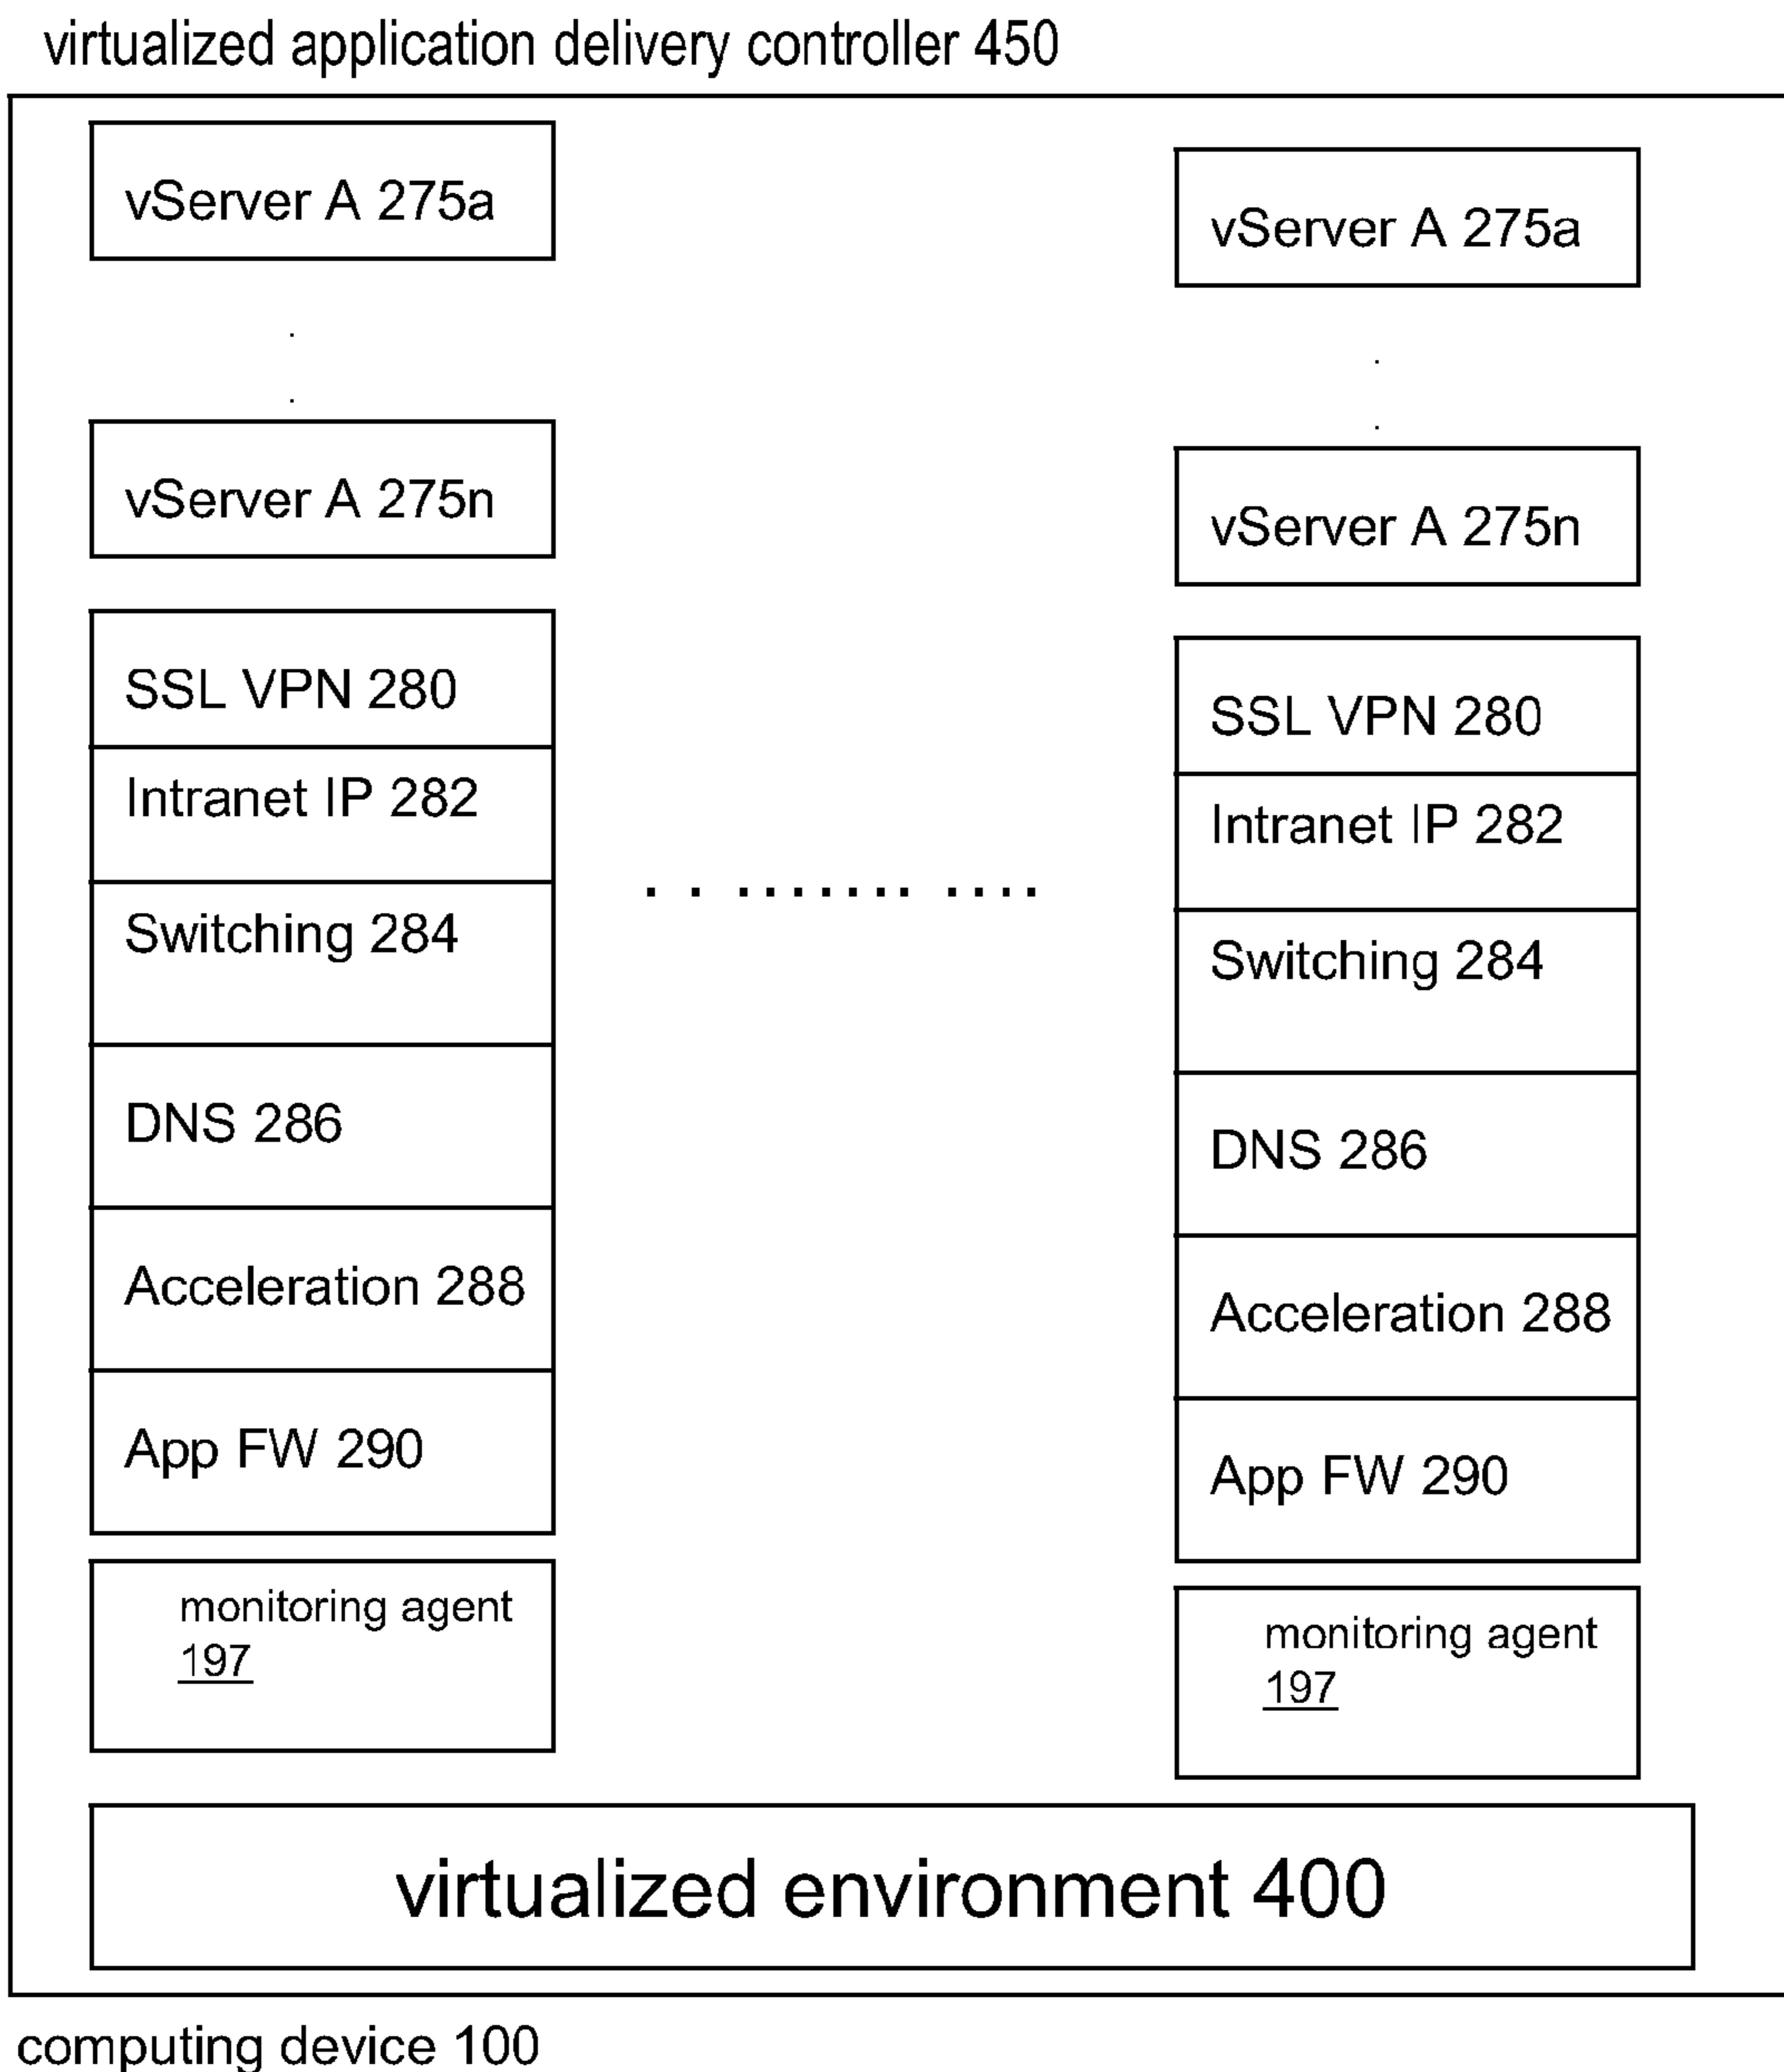 virtualized application delivery controller 450
vServer A 275a
vServer A 275n
SSL VPN 280
Intranet IP 282
Switching 284
DNS 286
Acceleration 288
App FW 290
monitoring agent
197
vServer A 275a
vServer A 275n
SSL VPN 280
Intranet IP 282
Switching 284
DNS 286
Acceleration 288
App FW 290
monitoring agent
197
virtualized environment 400
computing device 100